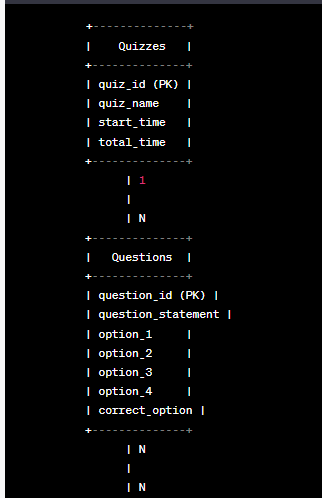 +--------------+
|    Quizzes   |
+--------------+
| quiz_id (PK) |
| quiz_name    |
| start_time   |
| total_time   |
+--------------+
      | 1
      |
      | N
+--------------+
|   Questions  |
+--------------+
| question_id (PK) |
| question_statement |
| option_1     |
| option_2     |
| option_3     |
| option_4     |
| correct_option |
+--------------+
      | N
      |
      | N